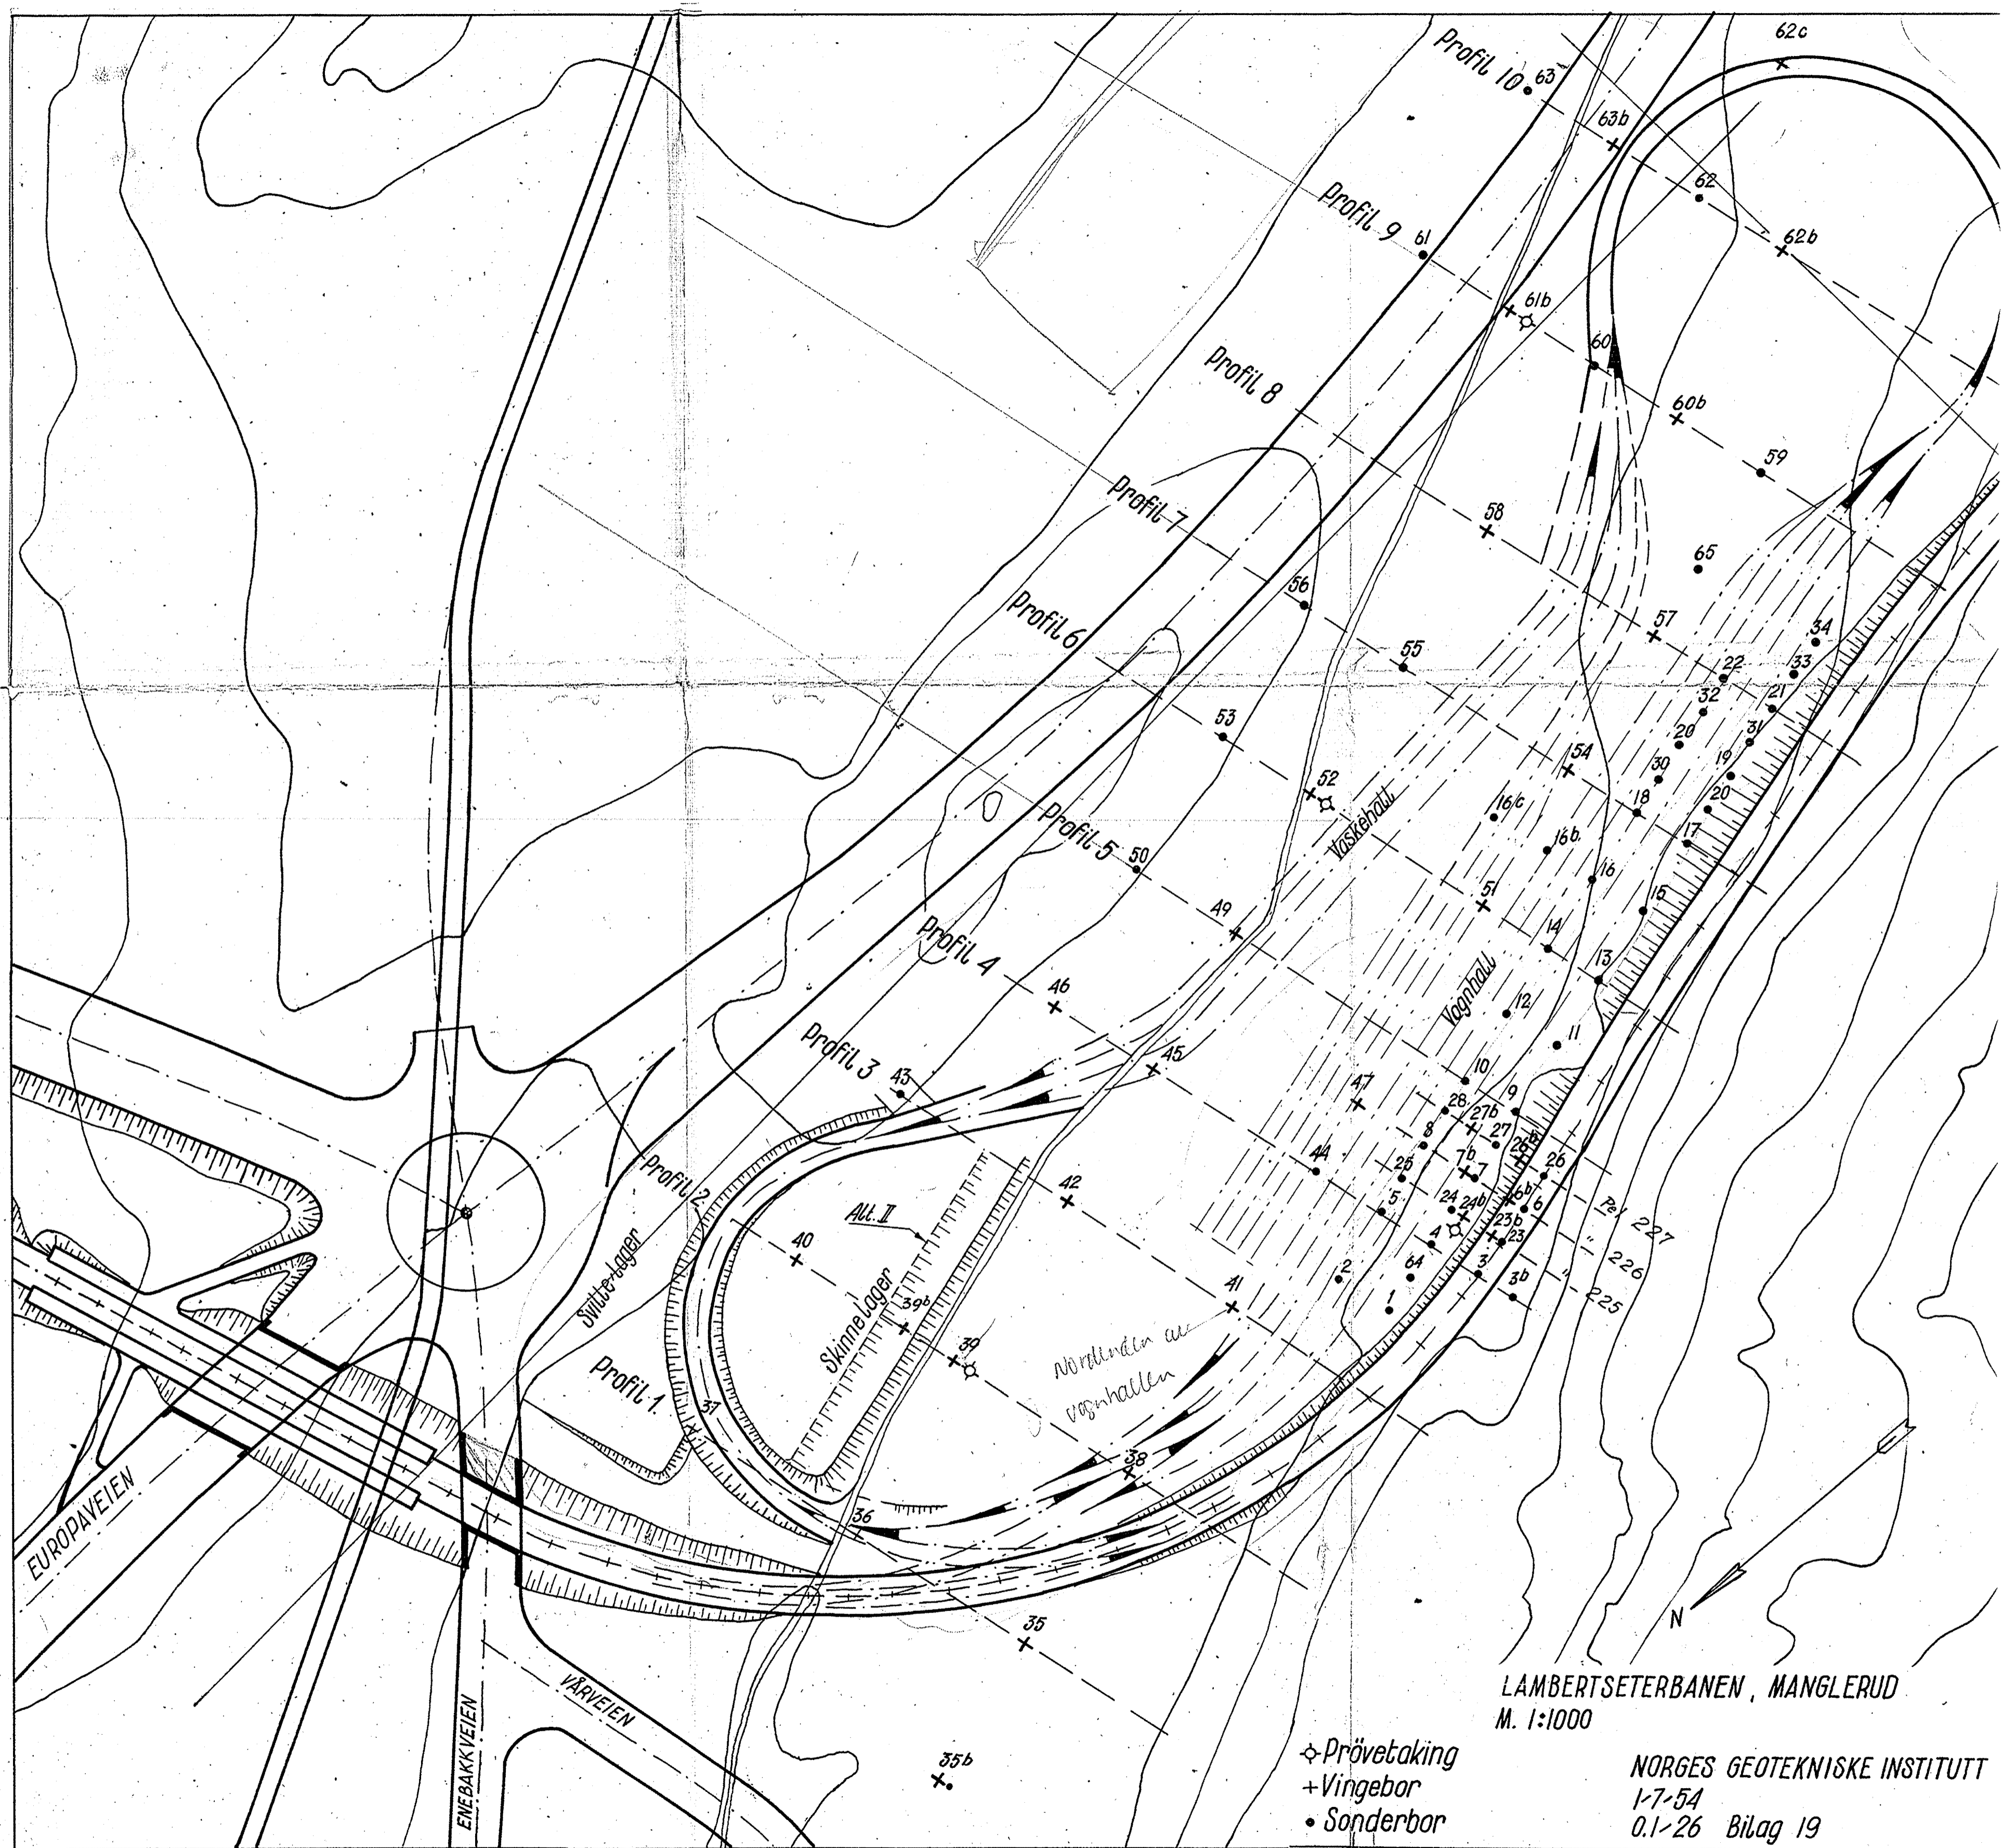 62c
Profil 10
63
63b
62
62b
Profil 9
61
61b
60
60b
59
Profil 8
58
57
65
34
33
22
21
32
31
20
30
19
20
18
17
Profil 7
56
55
54
16c
16b
16
15
Profil 6
53
52
Vaskehall
51
14
13
Profil 5
50
49
Vognhall
12
11
10
9
Profil 4
46
45
47
28
27b
27
26b
26
8
7b
7
25
6b
6
44
5
24
24b
23b
23
4
Profil 3
43
42
41
2
64
1
3
3b
Pel 227
" 226
" 225
Profil 2
40
Alt. II
39b
39
Skinnelager
Svillelager
Nordenden av
vognhallen
Profil 1.
37
38
36
35
35b
EUROPAVEIEN
ENEBAKKVEIEN
VÅRVEIEN
N
LAMBERTSETERBANEN, MANGLERUD
M. 1:1000
Prövetaking
+Vingebor
• Sonderbor
NORGES GEOTEKNISKE INSTITUTT
1-7-54
0.1-26 Bilag 19